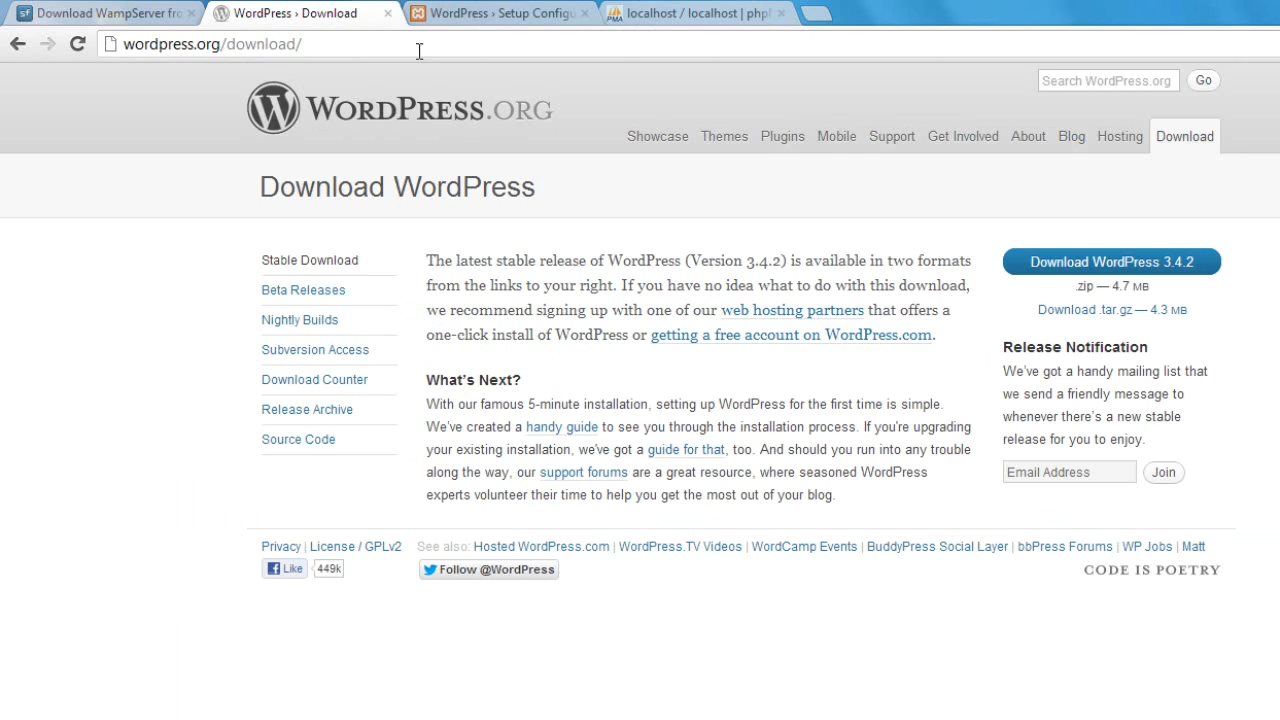 Download WampServer fro
WordPress › Download
WordPress › Setup Configu
localhost / localhost | phpl
wordpress.org/download/
WORDPRESS.ORG
Search WordPress.org
Go
Showcase Themes Plugins Mobile Support Get Involved About Blog Hosting Download
Download WordPress
Stable Download
Beta Releases
Nightly Builds
Subversion Access
Download Counter
Release Archive
Source Code
The latest stable release of WordPress (Version 3.4.2) is available in two formats
from the links to your right. If you have no idea what to do with this download,
we recommend signing up with one of our web hosting partners that offers a
one-click install of WordPress or getting a free account on WordPress.com.
What's Next?
With our famous 5-minute installation, setting up WordPress for the first time is simple.
We've created a handy guide to see you through the installation process. If you're upgrading
your existing installation, we've got a guide for that, too. And should you run into any trouble
along the way, our support forums are a great resource, where seasoned WordPress
experts volunteer their time to help you get the most out of your blog.
Download WordPress 3.4.2
.zip — 4.7 MB
Download .tar.gz — 4.3 MB
Release Notification
We've got a handy mailing list that
we send a friendly message to
whenever there's a new stable
release for you to enjoy.
Email Address
Join
Privacy | License / GPLv2
See also: Hosted WordPress.com | WordPress.TV Videos | WordCamp Events | BuddyPress Social Layer | bbPress Forums | WP Jobs | Matt
Like 449k
Follow @WordPress
CODE IS POETRY